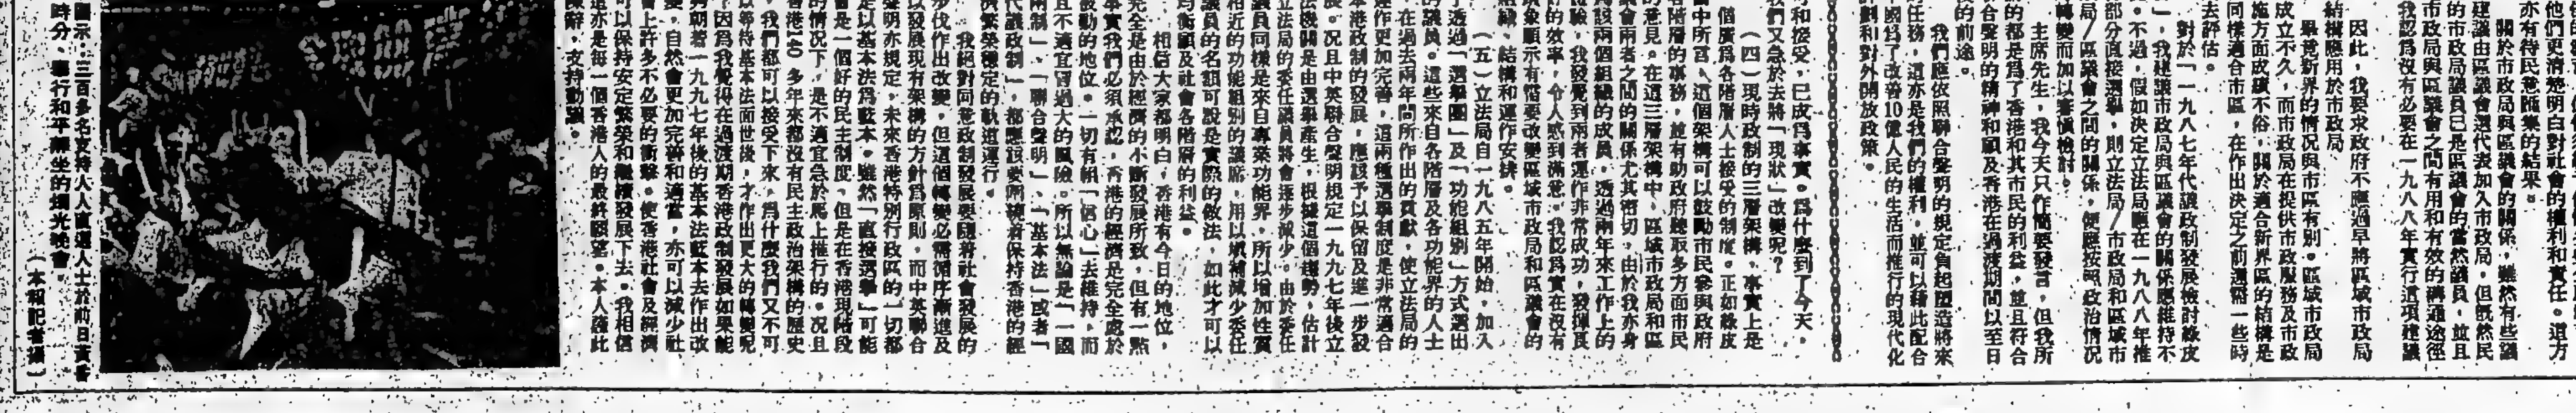 他們更清楚明白對社會的權利和責任。這方
亦有待民意匯集的結果。
關於市政局與區議會的關係,雖然有些議
建議由區議會選代表加入市政局,但既然民
的市政局議員已是區議會的當然議員,並且
市政局與區議會之間有用和有效的溝通途徑
我認為沒有必要在一九八八年實行這項建議
因此,我要求政府不應過早將區域市政局
結構應用於市政局
畢竟新界的情況與市區有別。區域市政局
成立不久,而市政局在提供市政服務及市政
施方面成績不俗,關於適合新界區的結構是
同樣適合市區,在作出決定之前還需一些時
去評估。
對於「一九八七年代議政制發展檢討綠皮
」,我建議市政局與區議會的關係應維持不
。不過,假如決定立法局應在一九八八年推
部分直接選舉,則立法局/市政局和區域市
局/區議會之間的關係,便應按照政治情況
轉變而加以審慎檢討。
主席先生,我今天只作簡要發言,但我所
的都是為了香港和其市民的利益,並且符合
合聲明的精神和顧及香港在過渡期間以至日
後的前途。
我們應依照聯合聲明的規定負起塑造將來
的任務,這亦是我們的權利,並可以藉此配合
中國為了改善10億人民的生活而推行的現代化
劃和對外開放政策。
和接受,已成為事實。為什麼到了今天,
我們又急於去將「現狀」改變呢?
(四)現時政制的三層架構,事實上是
個廣為各階層人士接受的制度。正如綠皮
書中所言、這個架構可以鼓勵市民參與政府
各階層的事務,並有助政府聽取多方面市民
的意見。在這三層架構中,區域市政局和區
議會兩者之間的關係尤其密切,由於我亦身
為該兩個組織的成員,透過兩年來工作上的
體驗,我發覺到兩者運作非常成功,發揮良
好的效率,令人感到滿意。我認為實在沒有
現象顯示有需要改變區域市政局和區議會的
組織、結構和運作安排。
(五)立法局自一九八五年開始,加入
了透過「選舉團」及「功能組別」方式選出
的議員。這些來自各階層及各功能界的人士
,在過去兩年間所作出的貢獻,使立法局的
運作更加完善,這兩種選舉制度是非常適合
本港政制的發展,應該予以保留及進一步發
展。況且中英聯合聲明規定一九九七年後立
法機關是由選舉產生,根據這個趨勢,估計
立法局的委任議員將會逐步減少。由於委任
議員同樣是來自專業功能界,所以增加性質
相近的功能組別的議席,用以填補減少委任
議員的名額可說是實際的做法,如此才可以
均衡顧及社會各階層的利益。
相信大家都明白,香港有今日的地位,
完全是由於經濟的不斷發展所致,但有一點
事實我們必須承認,香港的經濟是完全處於
被動的地位。一切有賴「信心」去維持,而
且不適宜冒過大的風險。所以無論是「一國
兩制」、「聯合聲明」、「基本法」或者「
代議政制」,都應該要圍繞着保持香港的經
濟繁榮穩定的軌道運行。
我絕對同意政制發展要隨著社會發展的
步伐作出改變,但這個轉變必需循序漸進及
足以基本法為藍本。雖然「直接選舉」可能
會是一個好的民主制度,但是在香港現階段
的情況下,是不適宜急於馬上推行的。況且
香港140多年來都沒有民主政治架構的歷史
,我們都可以接受下來,為什麼我們又不可
以等待基本法面世後,才作出更大的轉變呢
?因為我覺得在過渡期香港政制發展如果能
夠朝着一九九七年後的基本法藍本去作出改
變,自然會更加完善和適當,亦可以減少社
會上許多不必要的衝擊。使香港社會及經濟
可以保持安定繁榮和繼續發展下去。我相信
這亦是每一個香港人的最終願望。本人謹此
陳辭,支持動議。
圖示:三百多名支持人人直選人士於前日黃昏
時分、舉行和平靜坐的燭光晚會。
(本報記者攝)